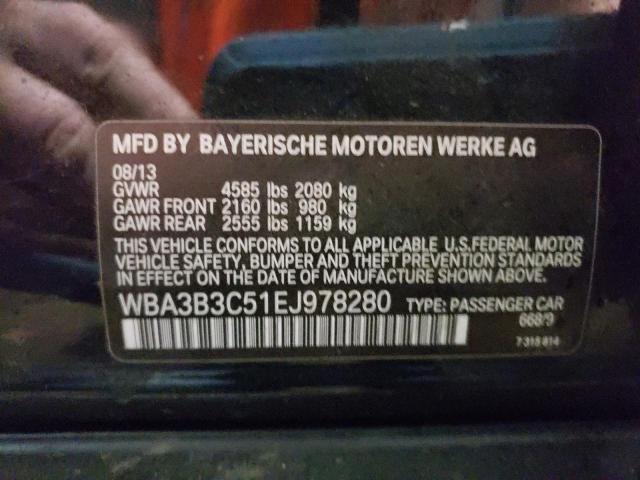 MFD BY BAYERISCHE MOTOREN WERKE AG
08/13
GVWR 4585 lbs 2080 kg
GAWR FRONT 2160 lbs 980 kg
GAWR REAR 2555 lbs 1159 kg
THIS VEHICLE CONFORMS TO ALL APPLICABLE U.S.FEDERAL MOTOR
VEHICLE SAFETY, BUMPER AND THEFT PREVENTION STANDARDS
IN EFFECT ON THE DATE OF MANUFACTURE SHOWN ABOVE.
WBA3B3C51EJ978280 TYPE: PASSENGER CAR
668/9